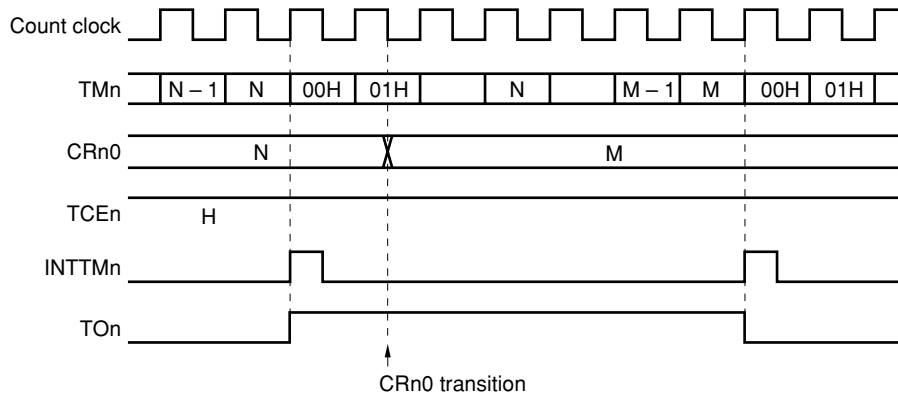 Count clock
TMn N – 1 N 00H 01H N M – 1 M 00H 01H
CRn0 N M
TCEn H
INTTMn
TOn
CRn0 transition